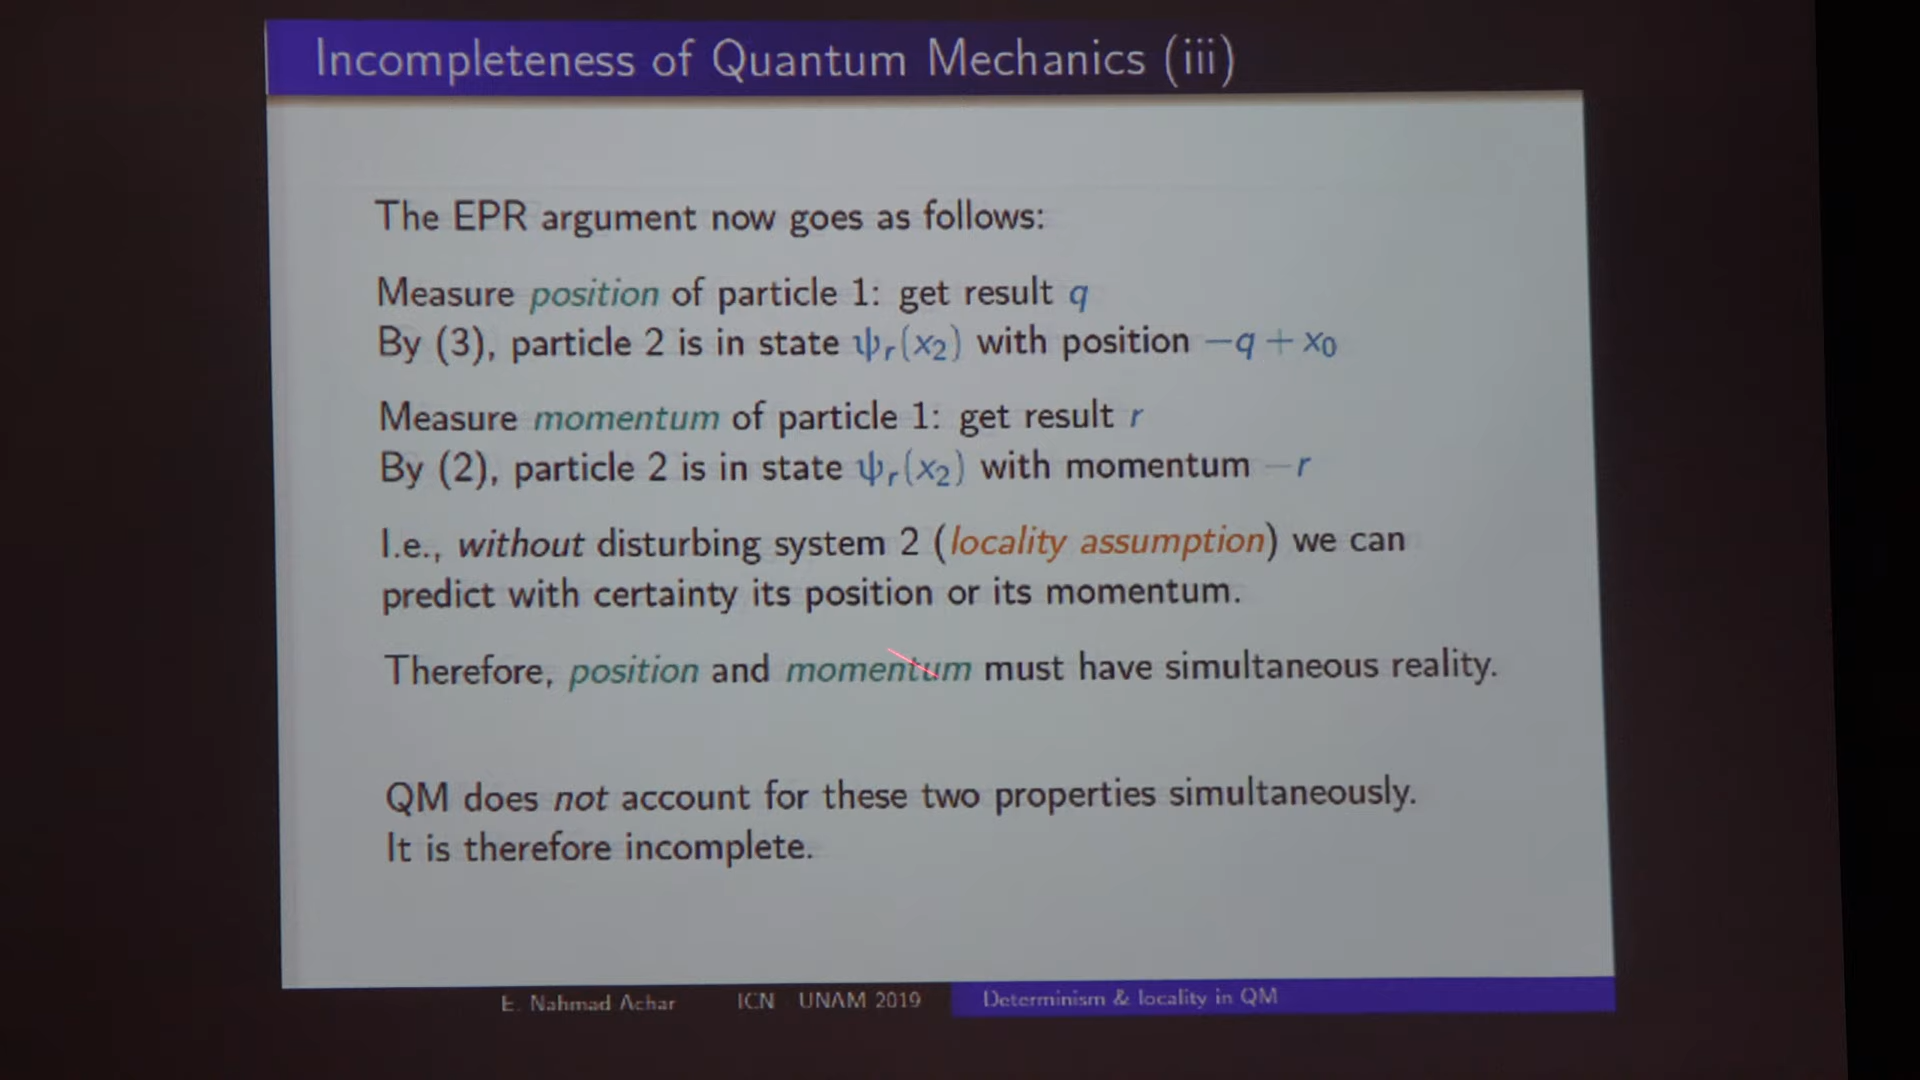 Incompleteness of Quantum Mechanics (iii)
The EPR argument now goes as follows:
Measure position of particle 1: get result q
By (3), particle 2 is in state ψᵣ(x₂) with position −q + x₀
Measure momentum of particle 1: get result r
By (2), particle 2 is in state ψᵣ(x₂) with momentum −r
I.e., without disturbing system 2 (locality assumption) we can
predict with certainty its position or its momentum.
Therefore, position and momentum must have simultaneous reality.
QM does not account for these two properties simultaneously.
It is therefore incomplete.
E. Nahmad Achar ICN UNAM 2019 Determinism & locality in QM